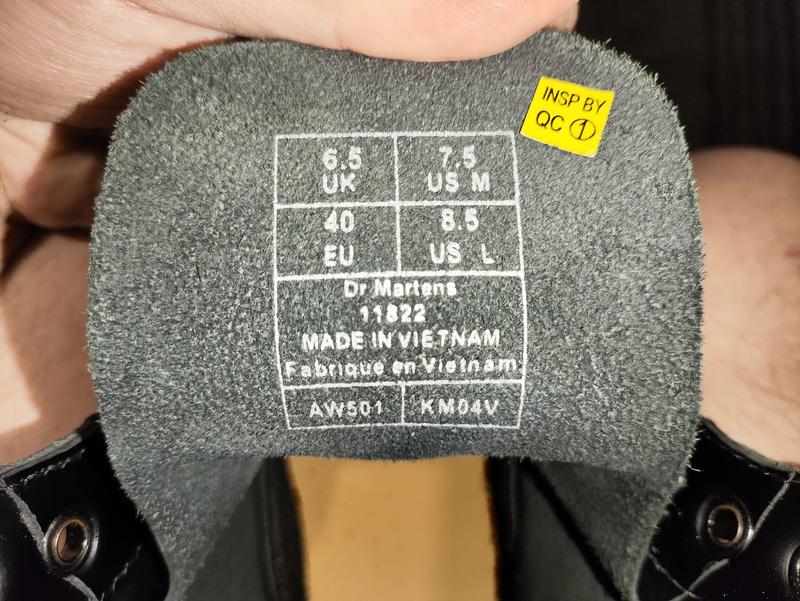 INSP BY
QC 1
6.5 7.5
UK US M
40 8.5
EU US L
Dr Martens
11822
MADE IN VIETNAM
Fabrique en Vietnam
AW501 KM04V